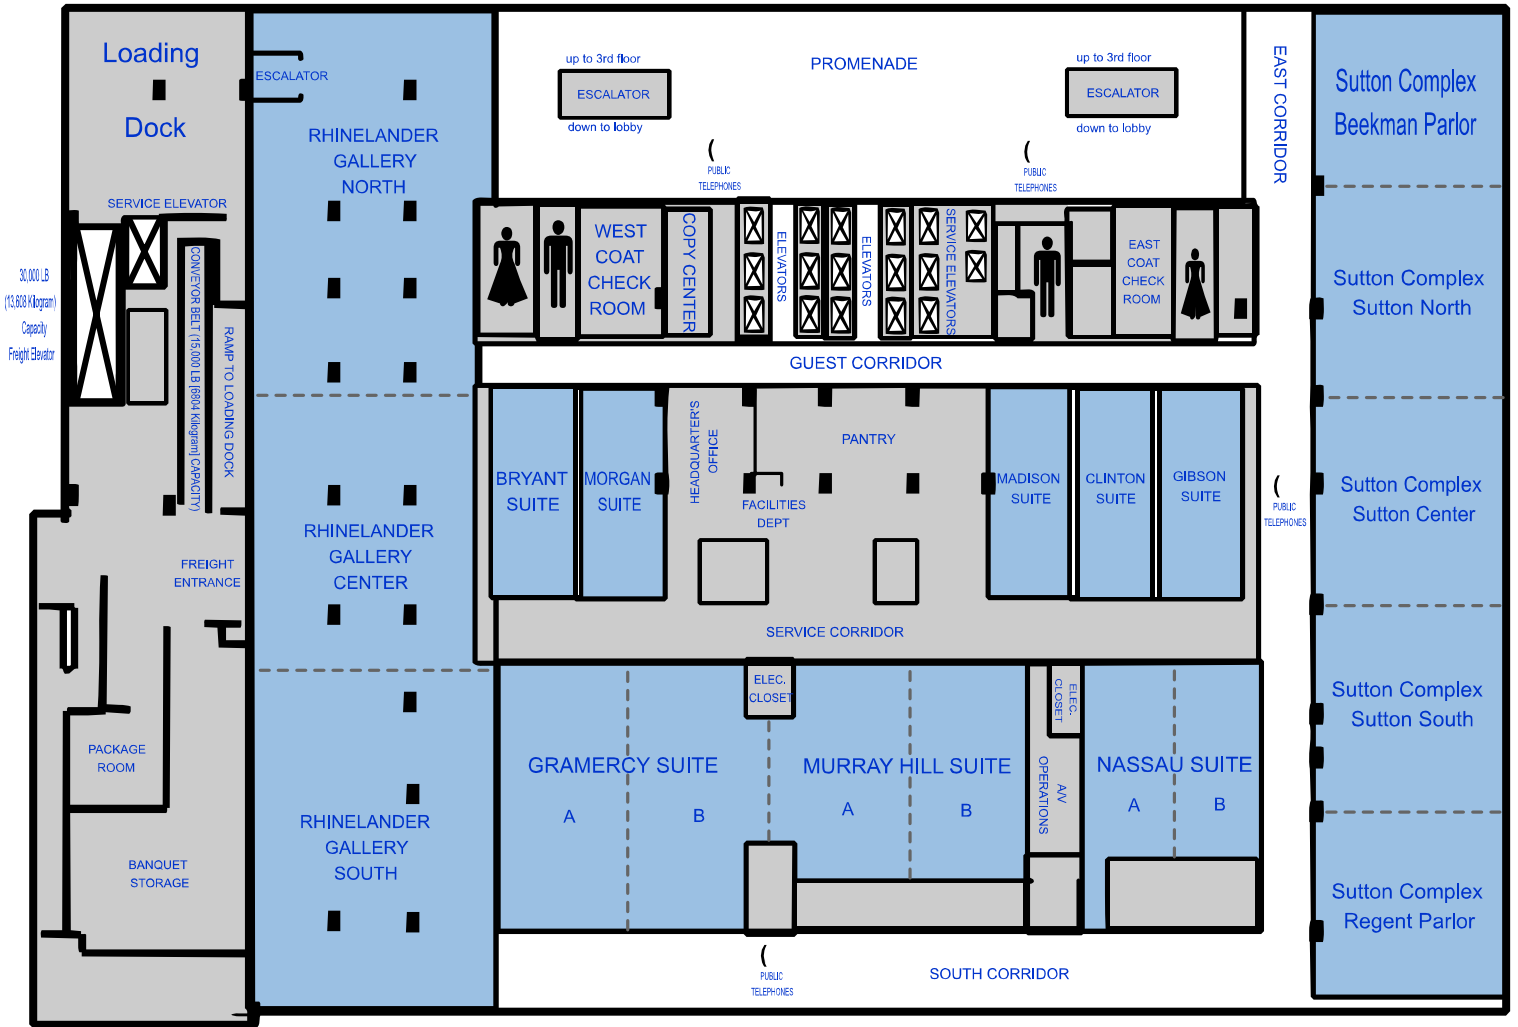 Loading
Dock
SERVICE ELEVATOR
30,000 LB
(13,608 Kilogram)
Capacity
Freight Elevator
CONVEYOR BELT (15,000 LB [6804 Kilogram] CAPACITY)
RAMP TO LOADING DOCK
FREIGHT
ENTRANCE
PACKAGE
ROOM
BANQUET
STORAGE
ESCALATOR
RHINELANDER
GALLERY
NORTH
RHINELANDER
GALLERY
CENTER
RHINELANDER
GALLERY
SOUTH
up to 3rd floor
ESCALATOR
down to lobby
PROMENADE
up to 3rd floor
ESCALATOR
down to lobby
PUBLIC
TELEPHONES
PUBLIC
TELEPHONES
EAST CORRIDOR
WEST
COAT
CHECK
ROOM
COPY CENTER
ELEVATORS
ELEVATORS
SERVICE ELEVATORS
EAST
COAT
CHECK
ROOM
GUEST CORRIDOR
BRYANT
SUITE
MORGAN
SUITE
HEADQUARTER'S
OFFICE
PANTRY
FACILITIES
DEPT
MADISON
SUITE
CLINTON
SUITE
GIBSON
SUITE
PUBLIC
TELEPHONES
SERVICE CORRIDOR
GRAMERCY SUITE
A
B
ELEC.
CLOSET
MURRAY HILL SUITE
A
B
ELEC.
CLOSET
A/V
OPERATIONS
NASSAU SUITE
A
B
PUBLIC
TELEPHONES
SOUTH CORRIDOR
Sutton Complex
Beekman Parlor
Sutton Complex
Sutton North
Sutton Complex
Sutton Center
Sutton Complex
Sutton South
Sutton Complex
Regent Parlor